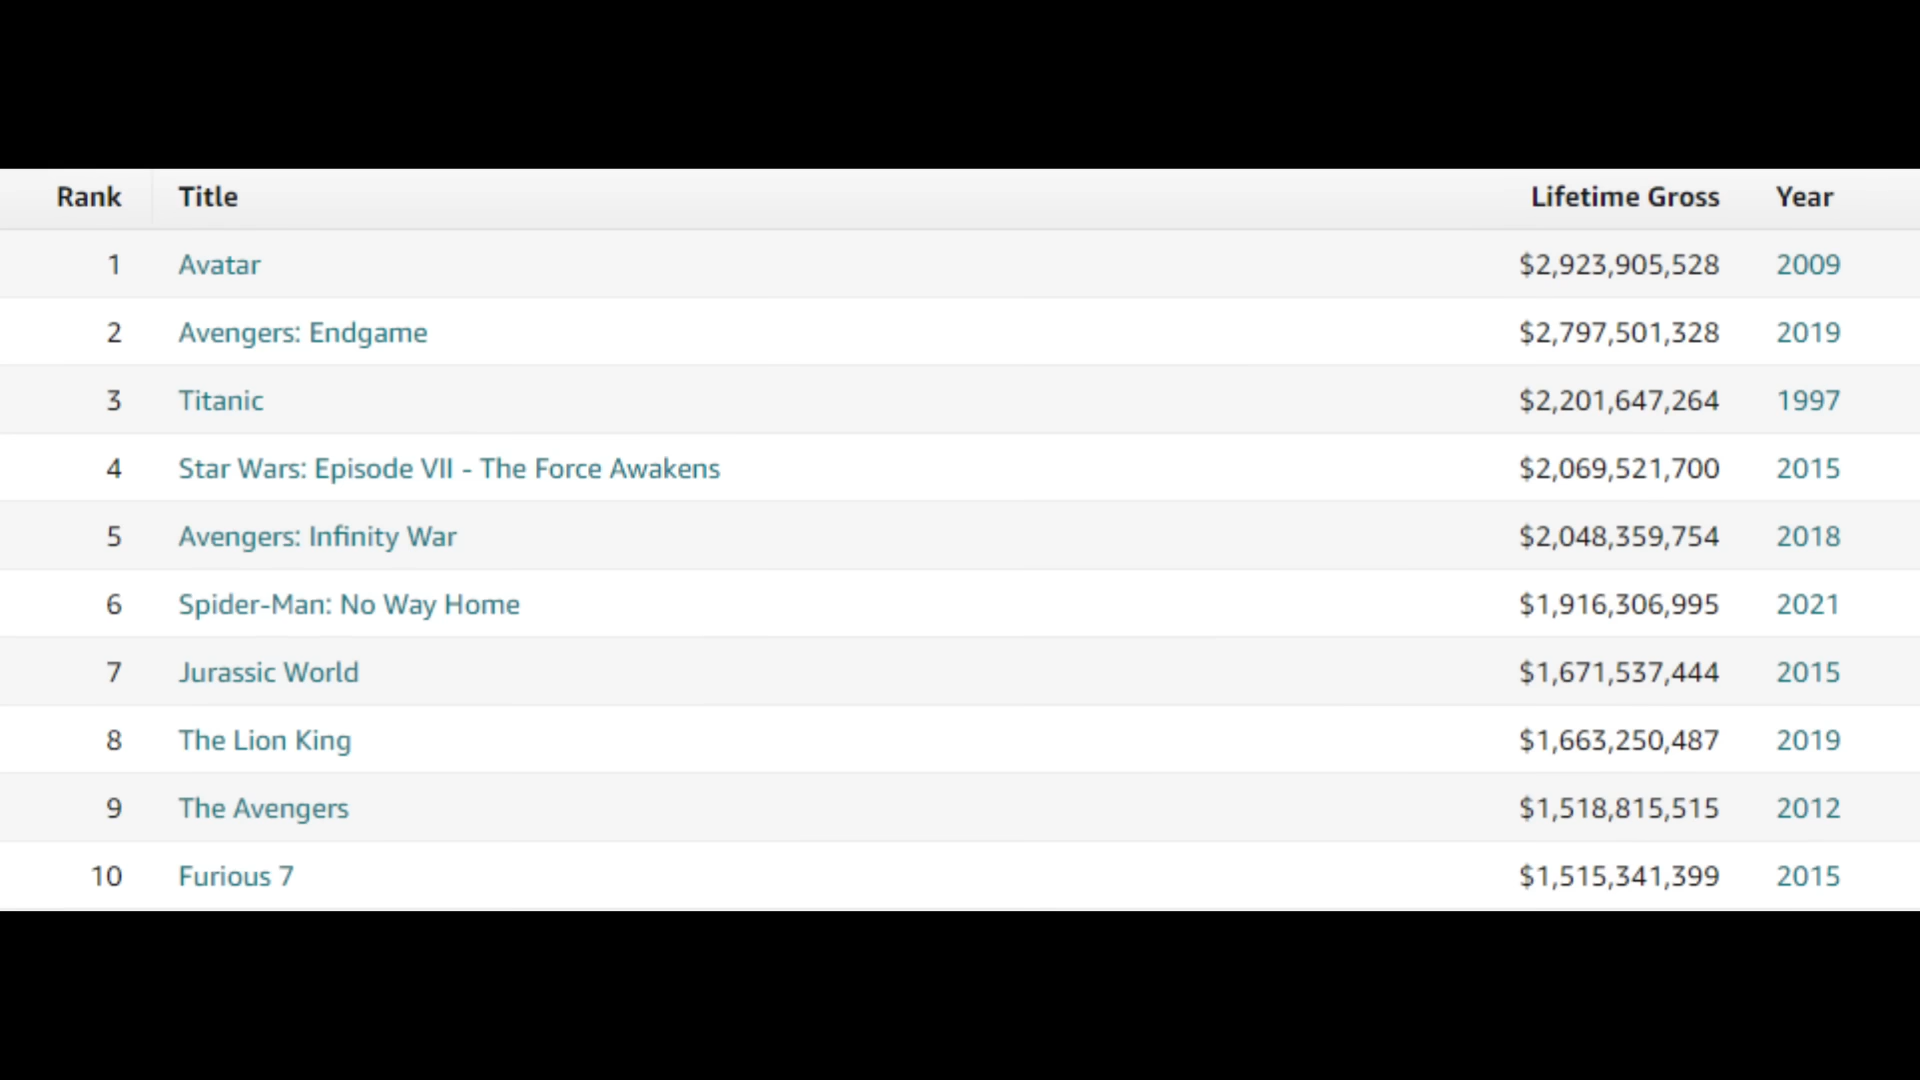 Rank Title Lifetime Gross Year
1 Avatar $2,923,905,528 2009
2 Avengers: Endgame $2,797,501,328 2019
3 Titanic $2,201,647,264 1997
4 Star Wars: Episode VII - The Force Awakens $2,069,521,700 2015
5 Avengers: Infinity War $2,048,359,754 2018
6 Spider-Man: No Way Home $1,916,306,995 2021
7 Jurassic World $1,671,537,444 2015
8 The Lion King $1,663,250,487 2019
9 The Avengers $1,518,815,515 2012
10 Furious 7 $1,515,341,399 2015